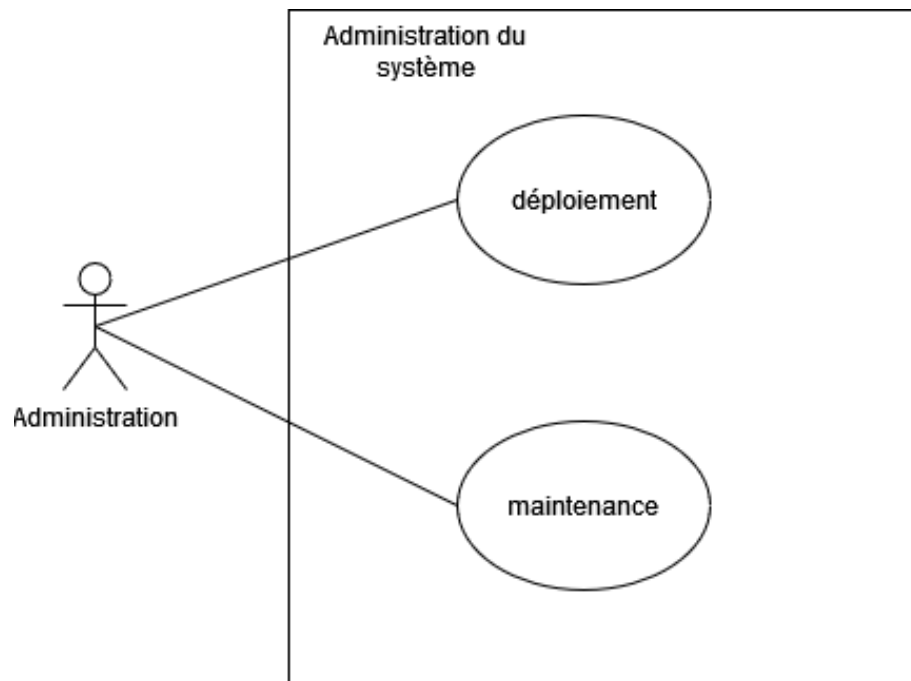 Administration du
système
déploiement
Administration
maintenance